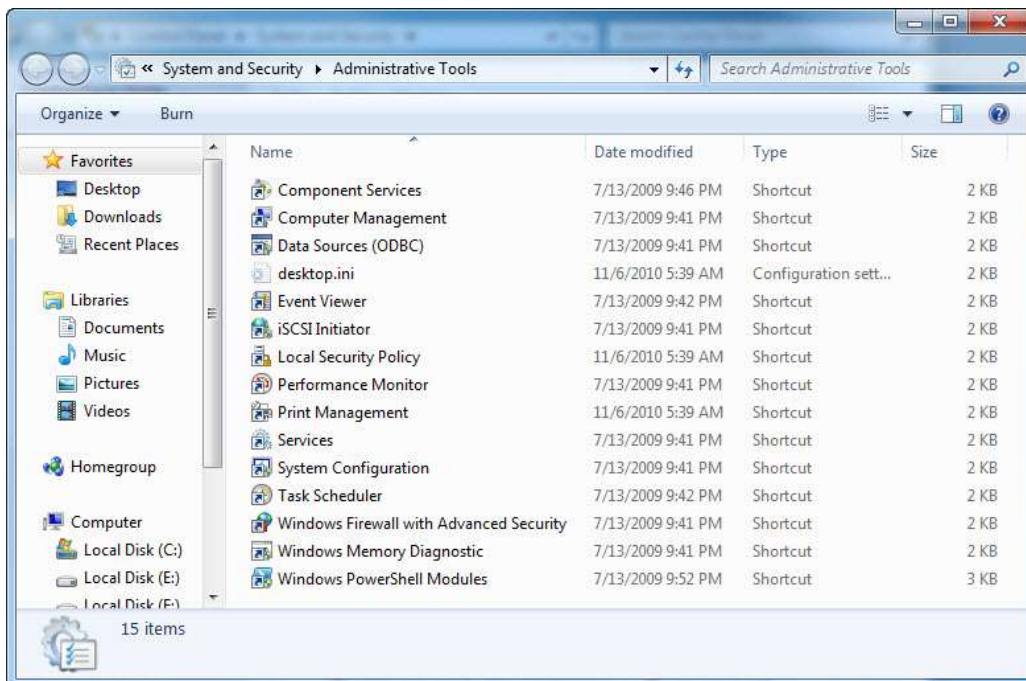 « System and Security ▸ Administrative Tools
Search Administrative Tools
Organize
Burn
Favorites
Desktop
Downloads
Recent Places
Libraries
Documents
Music
Pictures
Videos
Homegroup
Computer
Local Disk (C:)
Local Disk (E:)
Local Disk (F:)
Name Date modified Type Size
Component Services 7/13/2009 9:46 PM Shortcut 2 KB
Computer Management 7/13/2009 9:41 PM Shortcut 2 KB
Data Sources (ODBC) 7/13/2009 9:41 PM Shortcut 2 KB
desktop.ini 11/6/2010 5:39 AM Configuration sett... 2 KB
Event Viewer 7/13/2009 9:42 PM Shortcut 2 KB
iSCSI Initiator 7/13/2009 9:41 PM Shortcut 2 KB
Local Security Policy 11/6/2010 5:39 AM Shortcut 2 KB
Performance Monitor 7/13/2009 9:41 PM Shortcut 2 KB
Print Management 11/6/2010 5:39 AM Shortcut 2 KB
Services 7/13/2009 9:41 PM Shortcut 2 KB
System Configuration 7/13/2009 9:41 PM Shortcut 2 KB
Task Scheduler 7/13/2009 9:42 PM Shortcut 2 KB
Windows Firewall with Advanced Security 7/13/2009 9:41 PM Shortcut 2 KB
Windows Memory Diagnostic 7/13/2009 9:41 PM Shortcut 2 KB
Windows PowerShell Modules 7/13/2009 9:52 PM Shortcut 3 KB
15 items